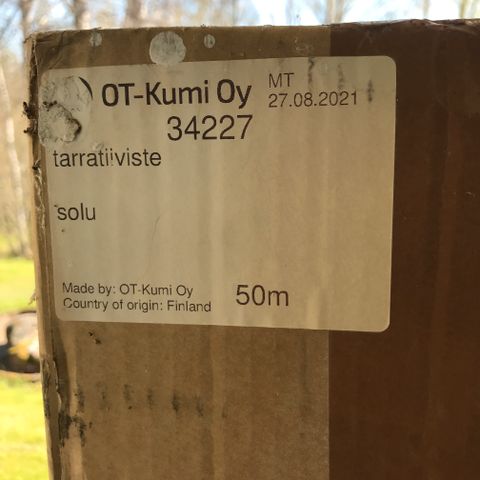 OT-Kumi Oy
MT
27.08.2021
34227
tarratiiviste
solu
Made by: OT-Kumi Oy
Country of origin: Finland
50m